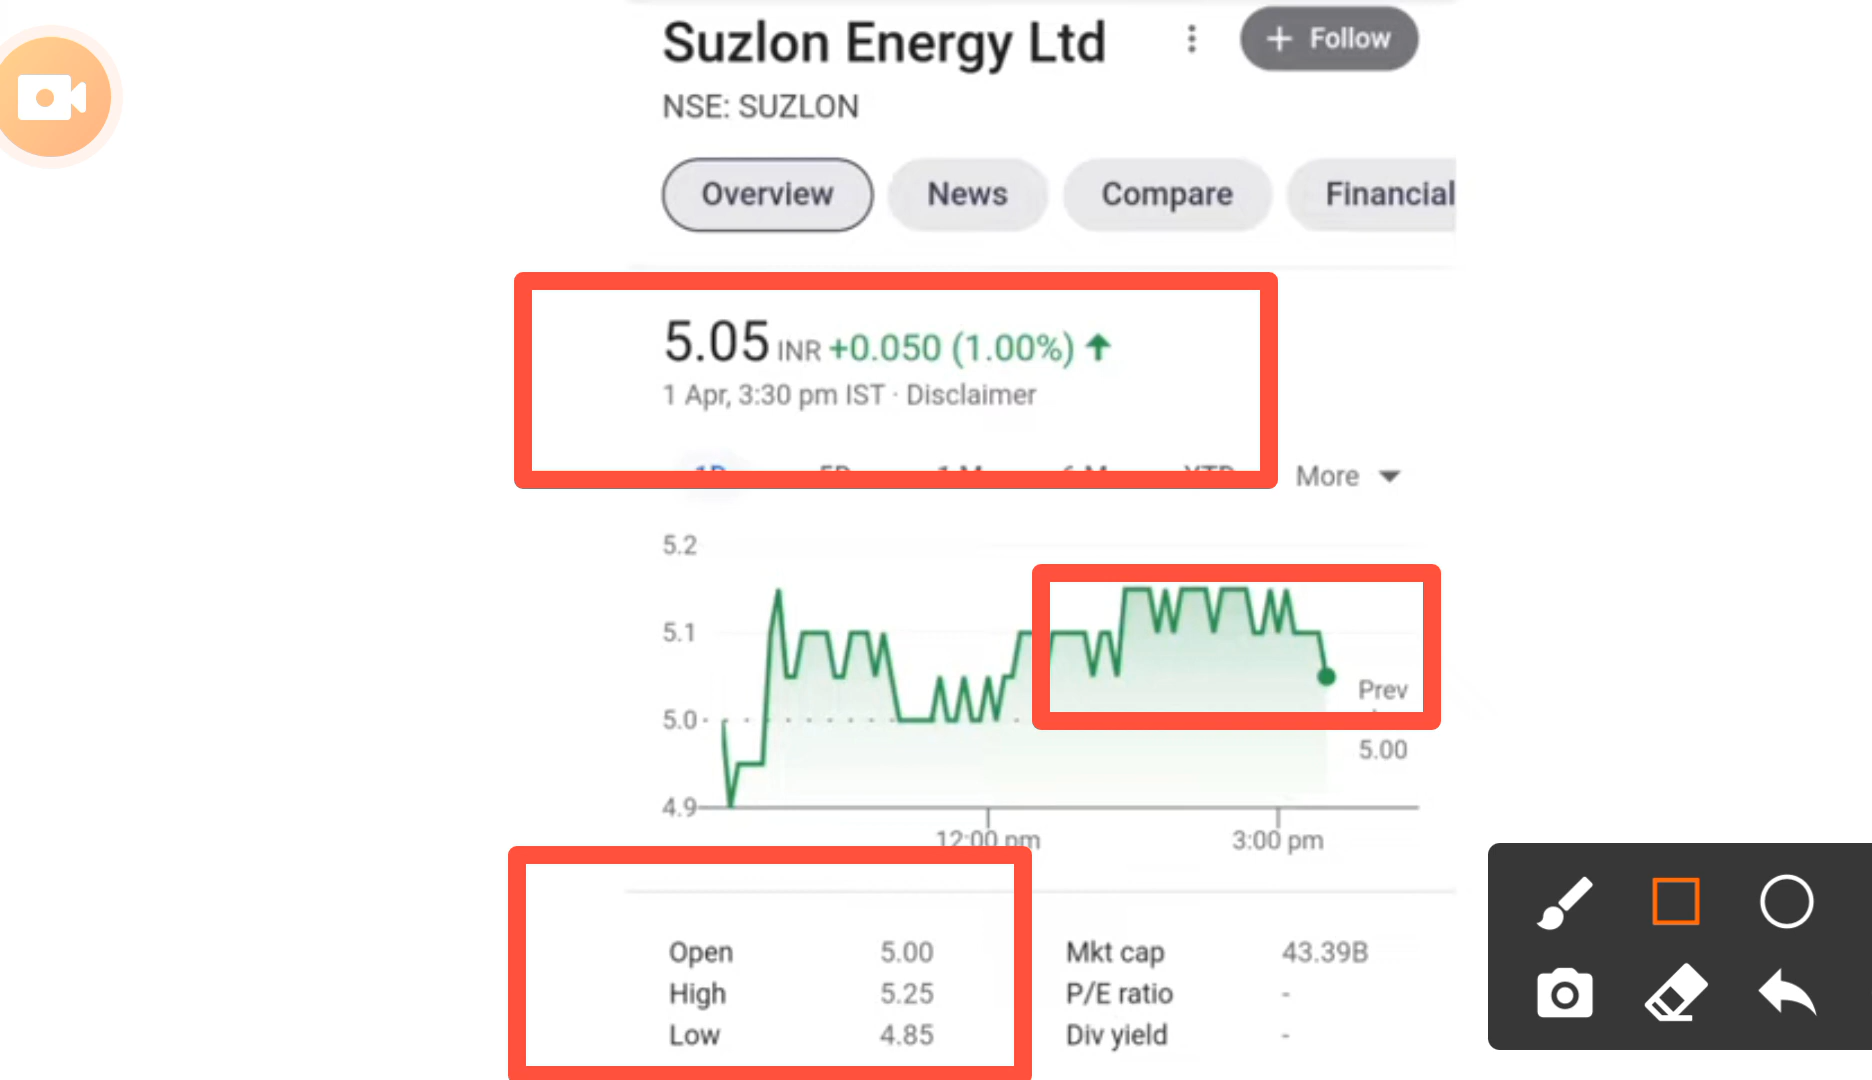 Suzlon Energy Ltd
+ Follow
NSE: SUZLON
Overview News Compare Financial
5.05 INR +0.050 (1.00%) ↑
1 Apr, 3:30 pm IST · Disclaimer
More
5.2
5.1
5.0
4.9
Prev
5.00
12:00 pm 3:00 pm
Open 5.00 Mkt cap 43.39B
High 5.25 P/E ratio -
Low 4.85 Div yield -